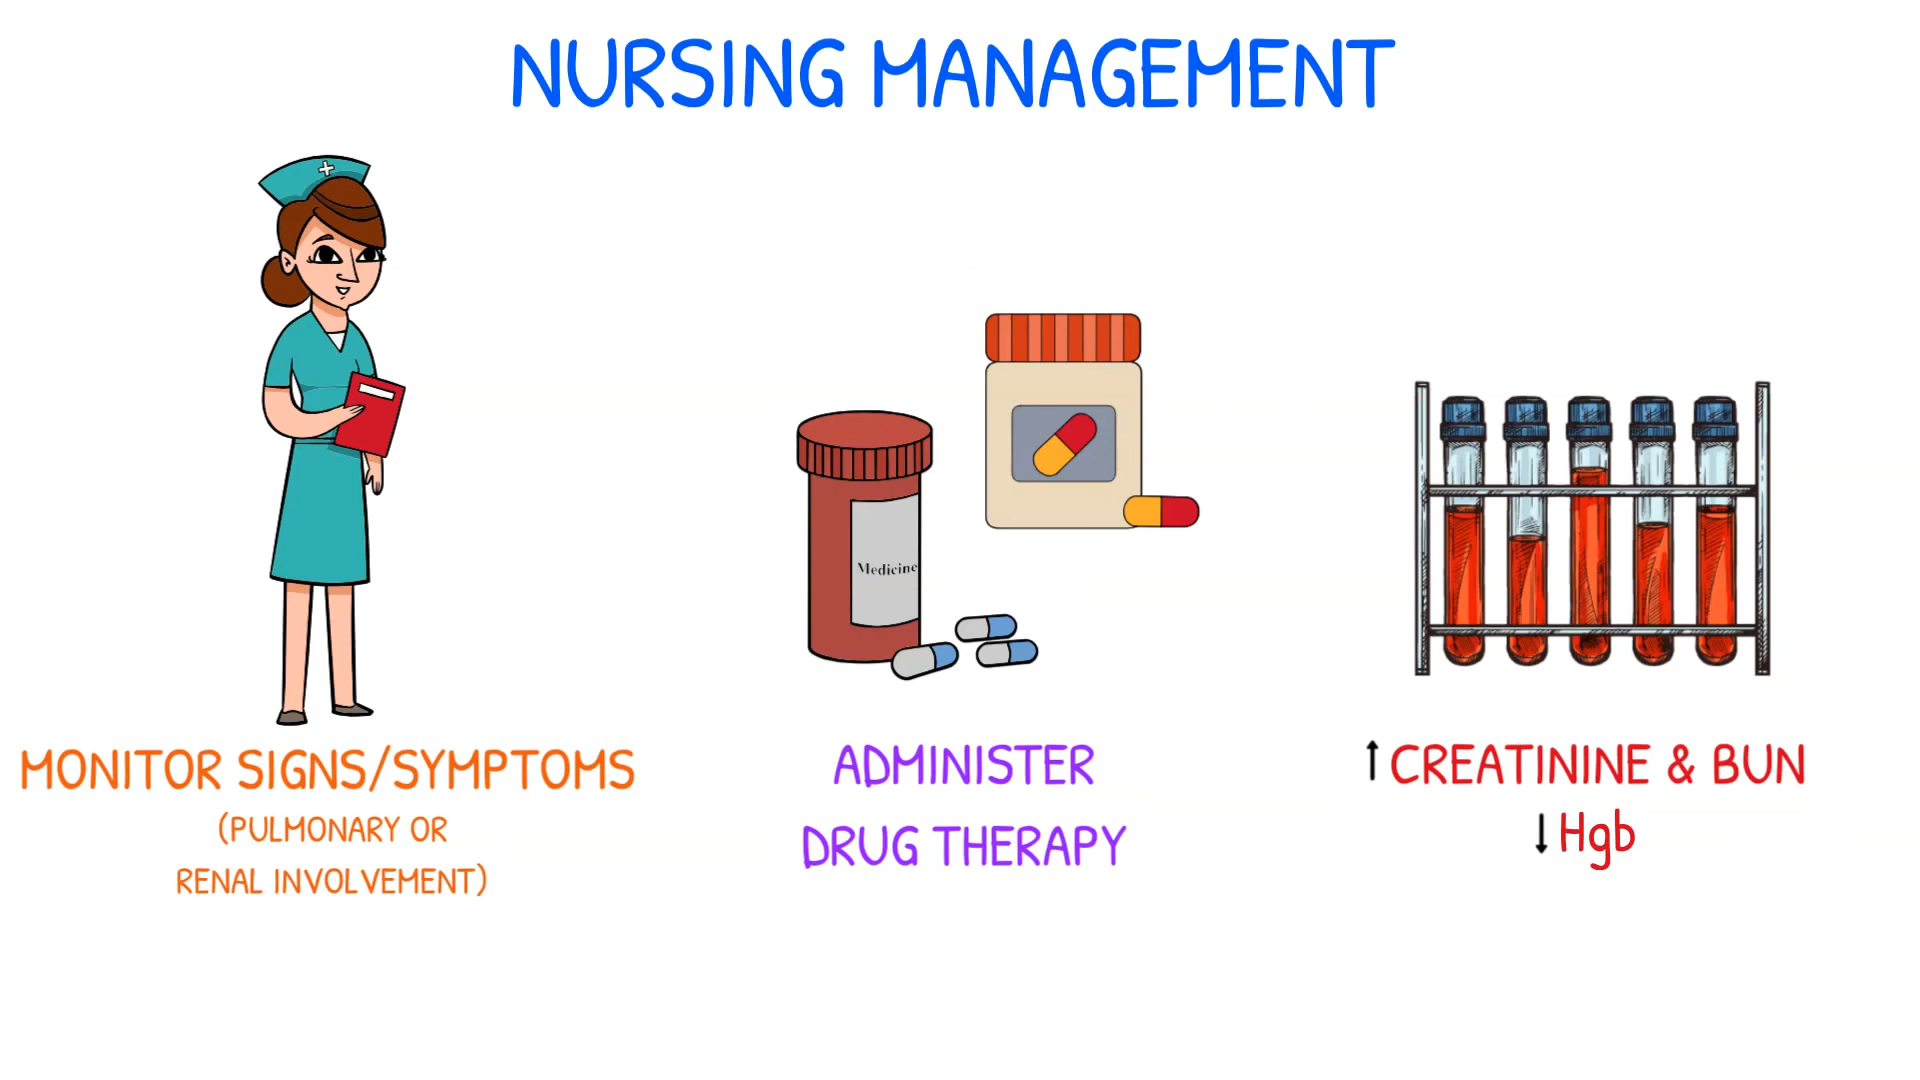 NURSING MANAGEMENT
Medicine
MONITOR SIGNS/SYMPTOMS
(PULMONARY OR
RENAL INVOLVEMENT)
ADMINISTER
DRUG THERAPY
↑ CREATININE & BUN
↓ Hgb